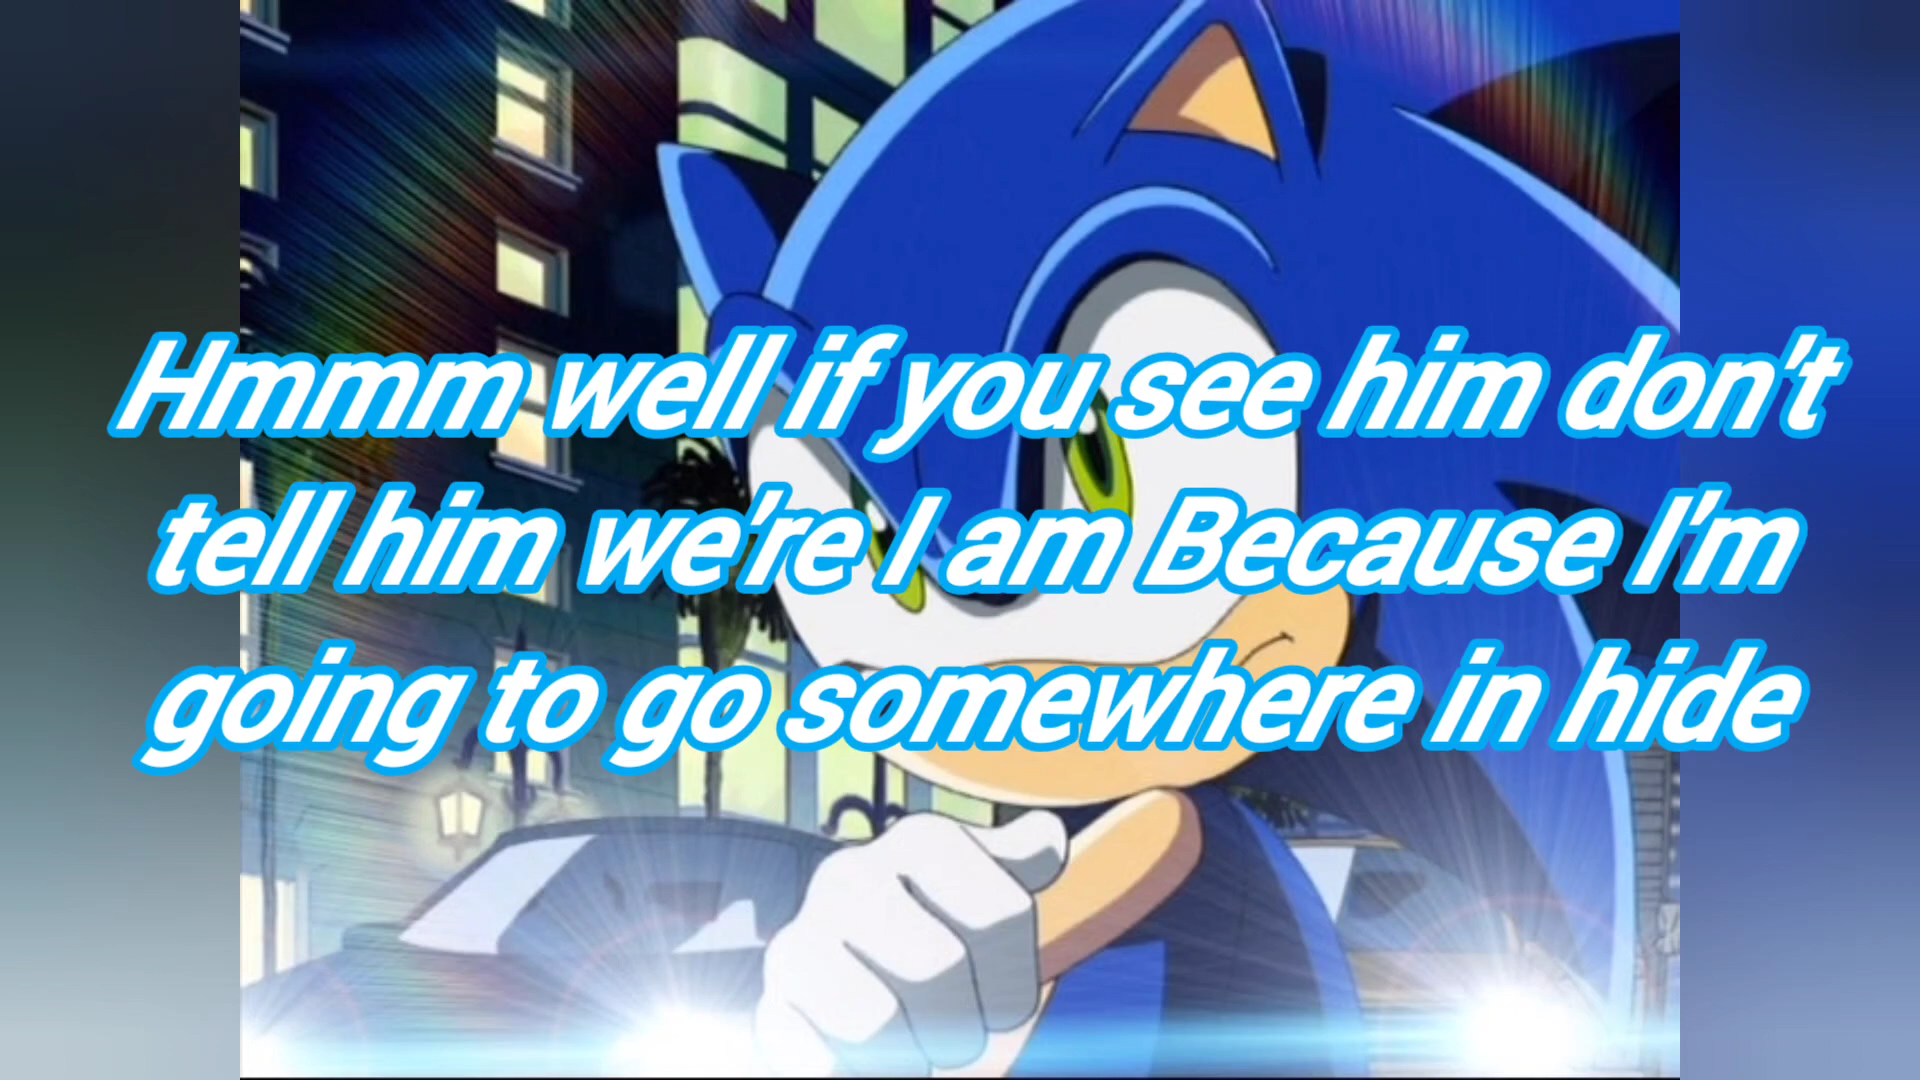 Hmmm well if you see him don't
tell him we're I am Because I'm
going to go somewhere in hide